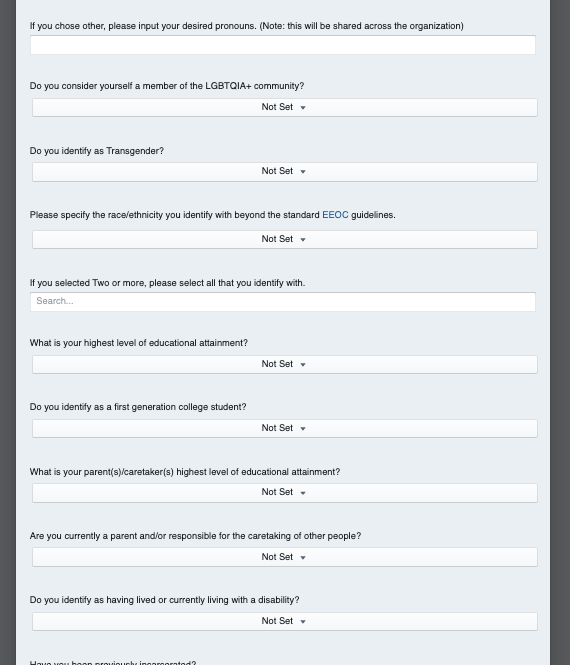 If you chose other, please input your desired pronouns. (Note: this will be shared across the organization)
Do you consider yourself a member of the LGBTQIA+ community?
Not Set
Do you identify as Transgender?
Not Set
Please specify the race/ethnicity you identify with beyond the standard EEOC guidelines.
Not Set
If you selected Two or more, please select all that you identify with.
Search...
What is your highest level of educational attainment?
Not Set
Do you identify as a first generation college student?
Not Set
What is your parent(s)/caretaker(s) highest level of educational attainment?
Not Set
Are you currently a parent and/or responsible for the caretaking of other people?
Not Set
Do you identify as having lived or currently living with a disability?
Not Set
Have you been previously incarcerated?